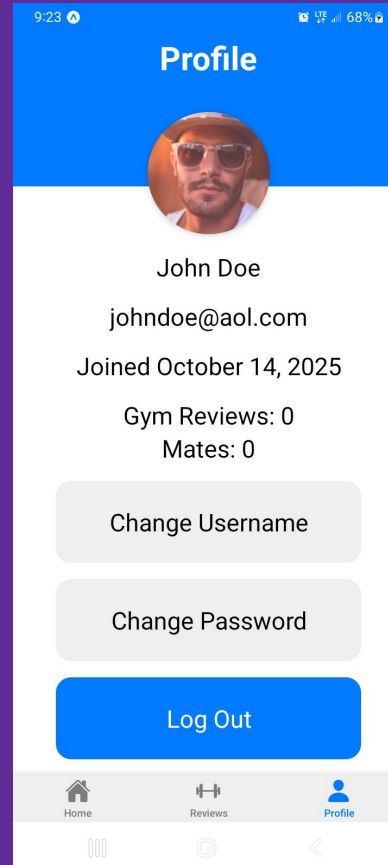 9:23 LTE 68%
Profile
John Doe
johndoe@aol.com
Joined October 14, 2025
Gym Reviews: 0
Mates: 0
Change Username
Change Password
Log Out
Home Reviews Profile